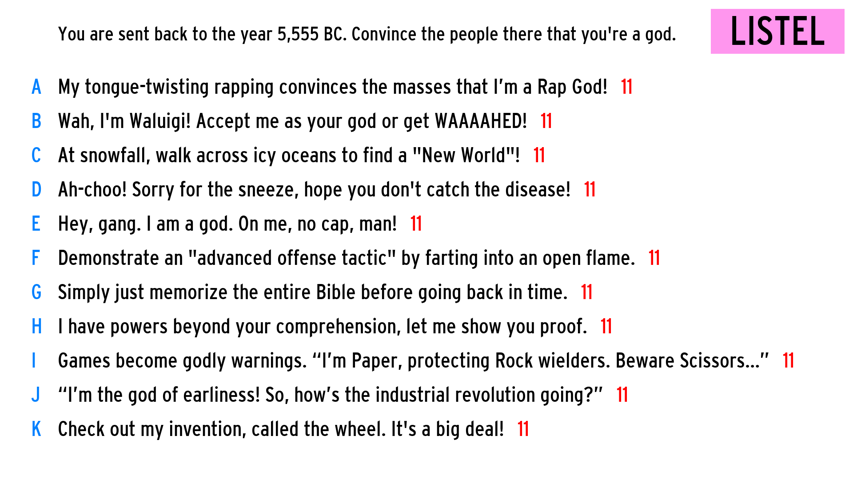 You are sent back to the year 5,555 BC. Convince the people there that you're a god.
LISTEL
A My tongue-twisting rapping convinces the masses that I’m a Rap God! 11
B Wah, I'm Waluigi! Accept me as your god or get WAAAAHED! 11
C At snowfall, walk across icy oceans to find a "New World"! 11
D Ah-choo! Sorry for the sneeze, hope you don't catch the disease! 11
E Hey, gang. I am a god. On me, no cap, man! 11
F Demonstrate an "advanced offense tactic" by farting into an open flame. 11
G Simply just memorize the entire Bible before going back in time. 11
H I have powers beyond your comprehension, let me show you proof. 11
I Games become godly warnings. “I’m Paper, protecting Rock wielders. Beware Scissors...” 11
J “I’m the god of earliness! So, how’s the industrial revolution going?” 11
K Check out my invention, called the wheel. It's a big deal! 11